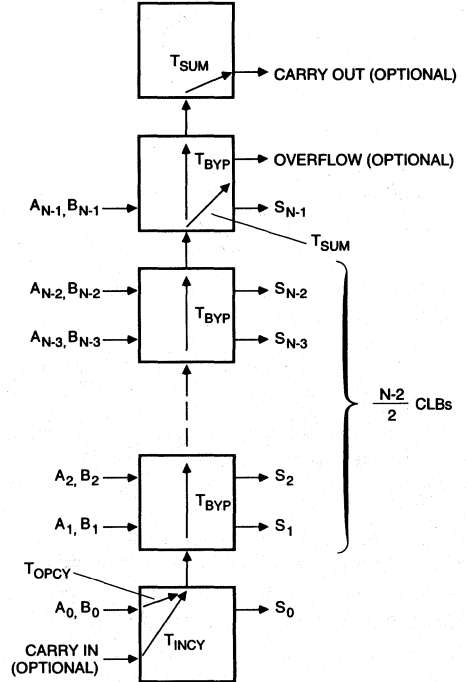 T_SUM
CARRY OUT (OPTIONAL)
T_BYP
OVERFLOW (OPTIONAL)
A_N-1, B_N-1
S_N-1
T_SUM
A_N-2, B_N-2
S_N-2
T_BYP
A_N-3, B_N-3
S_N-3
N-2
2
CLBs
A_2, B_2
S_2
T_BYP
A_1, B_1
S_1
T_OPCY
A_0, B_0
S_0
T_INCY
CARRY IN
(OPTIONAL)